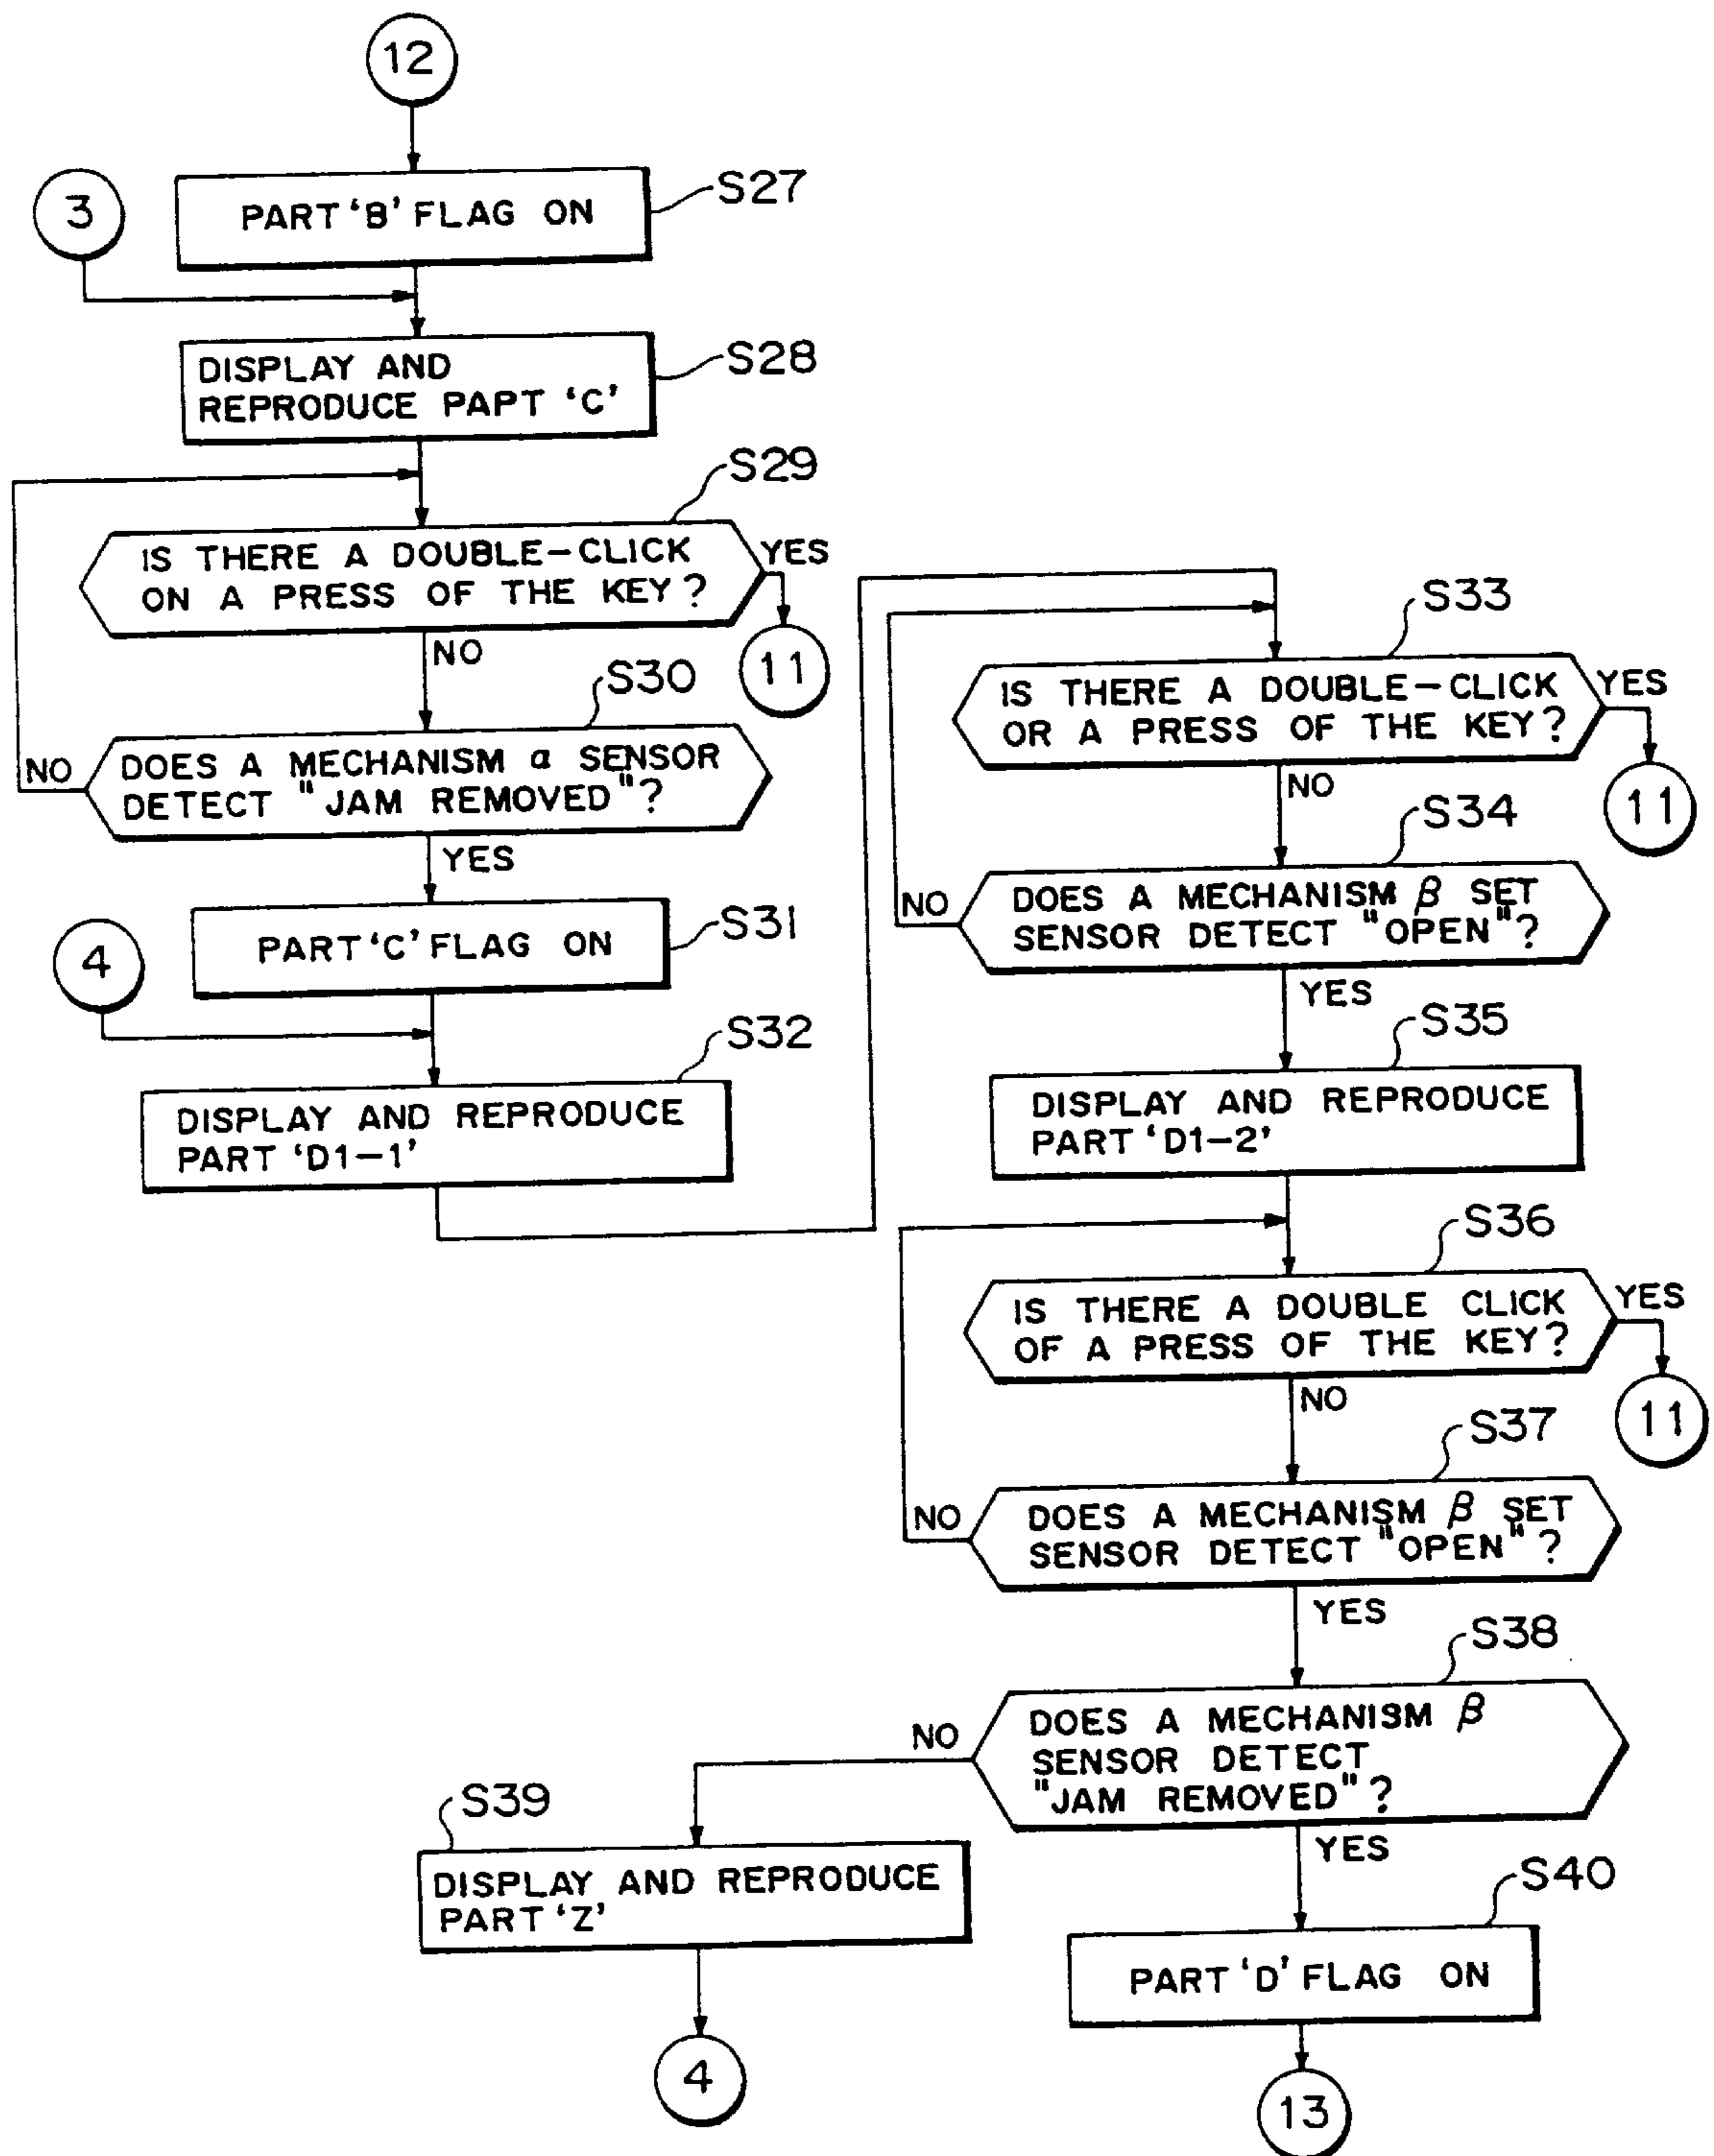 12
3
PART 'B' FLAG ON
S27
DISPLAY AND
REPRODUCE PAPT 'C'
S28
S29
IS THERE A DOUBLE-CLICK
ON A PRESS OF THE KEY?
YES
11
NO
S30
DOES A MECHANISM α SENSOR
DETECT "JAM REMOVED"?
NO
YES
S31
PART 'C' FLAG ON
4
S32
DISPLAY AND REPRODUCE
PART 'D1-1'
S33
IS THERE A DOUBLE-CLICK
OR A PRESS OF THE KEY?
YES
11
NO
S34
DOES A MECHANISM β SET
SENSOR DETECT "OPEN"?
NO
YES
S35
DISPLAY AND REPRODUCE
PART 'D1-2'
S36
IS THERE A DOUBLE CLICK
OF A PRESS OF THE KEY?
YES
11
NO
S37
DOES A MECHANISM β SET
SENSOR DETECT "OPEN"?
NO
YES
S38
DOES A MECHANISM β
SENSOR DETECT
"JAM REMOVED"?
NO
YES
S39
DISPLAY AND REPRODUCE
PART 'Z'
4
S40
PART 'D' FLAG ON
13